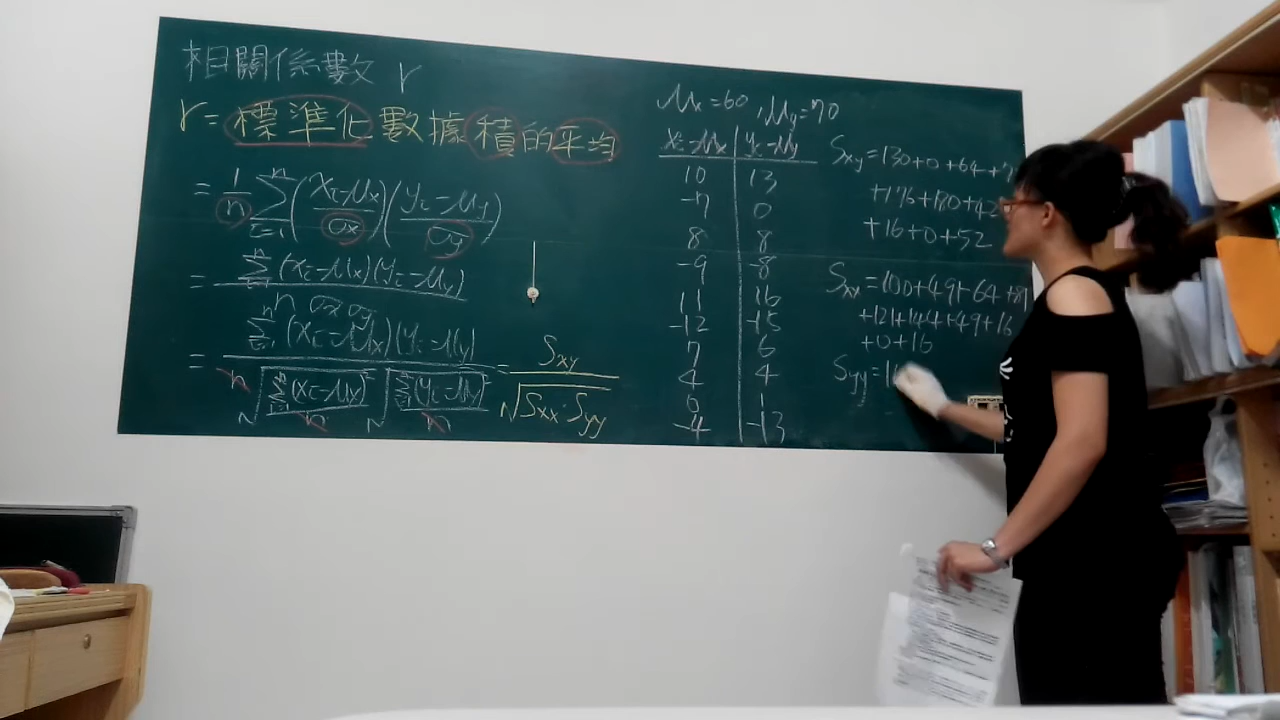 相關係數 r
r = 標準化數據積的平均
= 1/n Σ(i=1, n) ((xᵢ-μx)/σx)((yᵢ-μy)/σy)
= Σ(i=1, n) (xᵢ-μx)(yᵢ-μy) / n σx σy
= Σ(i=1, n) (xᵢ-μx)(yᵢ-μy) / n √(Σ(i=1, n)(xᵢ-μx)²/n) √(Σ(i=1, n)(yᵢ-μy)²/n) = Sxy / √(Sxx·Syy)
μx=60, μy=70
xᵢ-μx yᵢ-μy
10 13
-7 0
8 8
-9 -8
11 16
-12 -15
7 6
4 4
0 1
-4 -13
Sxy=130+0+64+7
+176+180+42
+16+0+52
Sxx=100+49+64+81
+121+144+49+16
+0+16
Syy=1